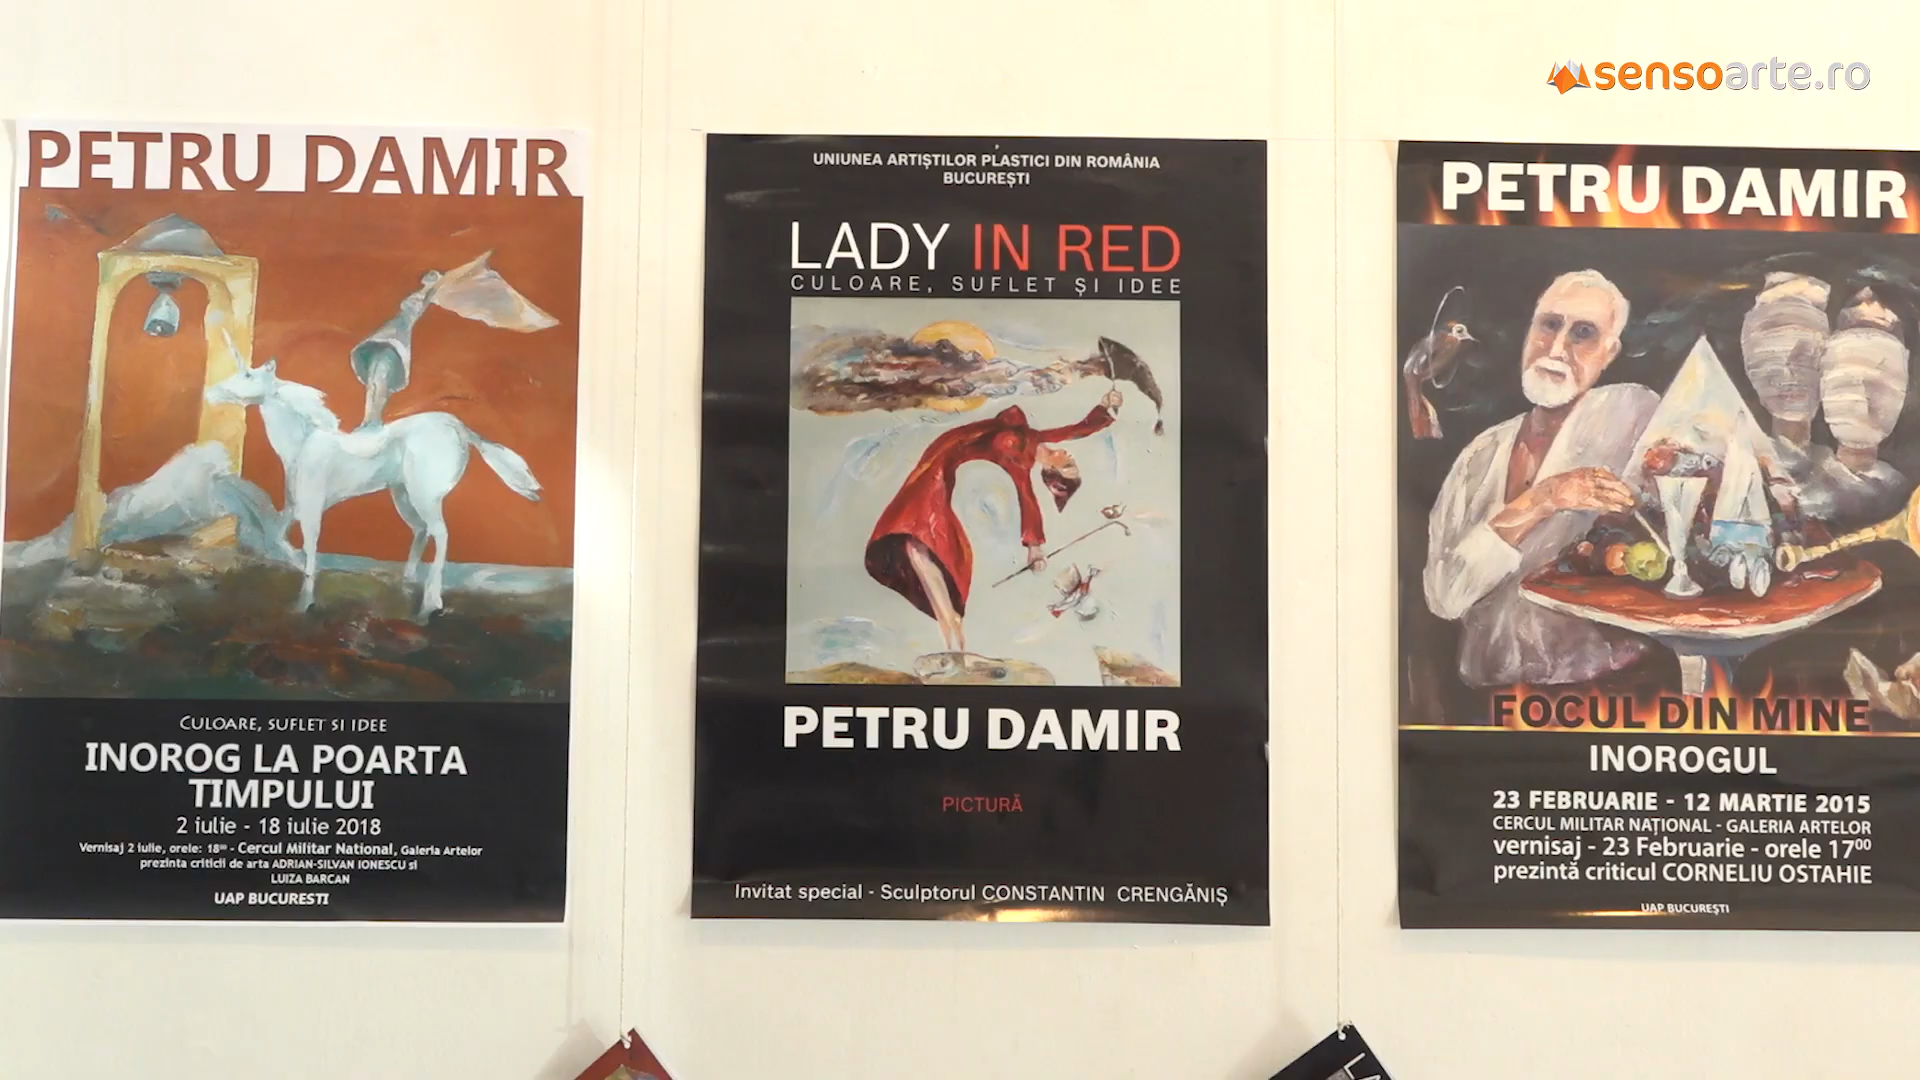 sensoarte.ro
PETRU DAMIR
CULOARE, SUFLET SI IDEE
INOROG LA POARTA
TIMPULUI
2 iulie - 18 iulie 2018
Vernisaj 2 iulie, orele: 18⁰⁰ - Cercul Militar National, Galeria Artelor
prezinta criticii de arta ADRIAN-SILVAN IONESCU si
LUIZA BARCAN
UAP BUCURESTI
UNIUNEA ARTIȘTILOR PLASTICI DIN ROMÂNIA
BUCUREȘTI
LADY IN RED
CULOARE, SUFLET ȘI IDEE
PETRU DAMIR
PICTURĂ
Invitat special - Sculptorul CONSTANTIN CRENGĂNIȘ
PETRU DAMIR
FOCUL DIN MINE
INOROGUL
23 FEBRUARIE - 12 MARTIE 2015
CERCUL MILITAR NAȚIONAL - GALERIA ARTELOR
vernisaj - 23 Februarie - orele 17⁰⁰
prezintă criticul CORNELIU OSTAHIE
UAP BUCUREȘTI